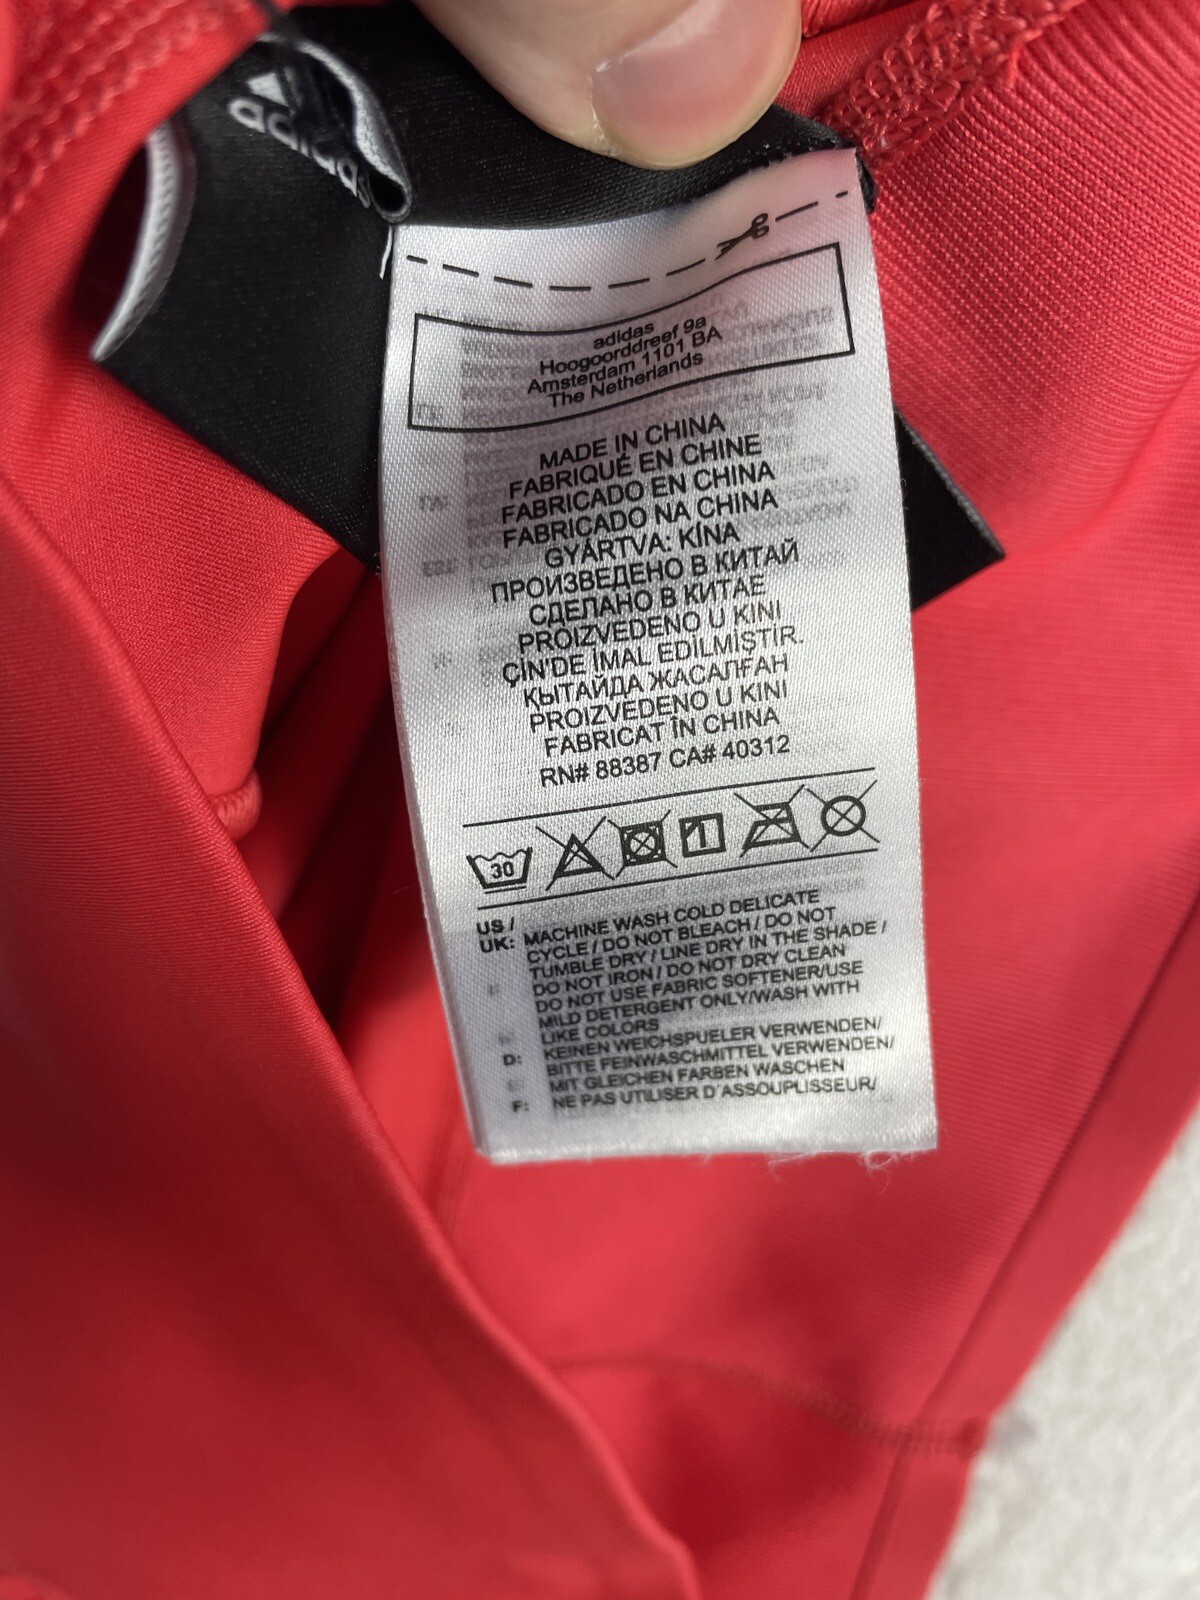 adidas
adidas
Hoogoorddreef 9a
Amsterdam 1101 BA
The Netherlands
MADE IN CHINA
FABRIQUÉ EN CHINE
FABRICADO EN CHINA
FABRICADO NA CHINA
GYÁRTVA: KÍNA
ПРОИЗВЕДЕНО В КИТАЙ
СДЕЛАНО В КИТАЕ
PROIZVEDENO U KINI
ÇİN'DE İMAL EDİLMİŞTİR.
ҚЫТАЙДА ЖАСАЛҒАН
PROIZVEDENO U KINI
FABRICAT ÎN CHINA
RN# 88387 CA# 40312
30
US / UK: MACHINE WASH COLD DELICATE
CYCLE / DO NOT BLEACH / DO NOT
TUMBLE DRY / LINE DRY IN THE SHADE /
DO NOT IRON / DO NOT DRY CLEAN
DO NOT USE FABRIC SOFTENER/USE
MILD DETERGENT ONLY/WASH WITH
LIKE COLORS
D: KEINEN WEICHSPUELER VERWENDEN/
BITTE FEINWASCHMITTEL VERWENDEN/
MIT GLEICHEN FARBEN WASCHEN
F: NE PAS UTILISER D'ASSOUPLISSEUR/